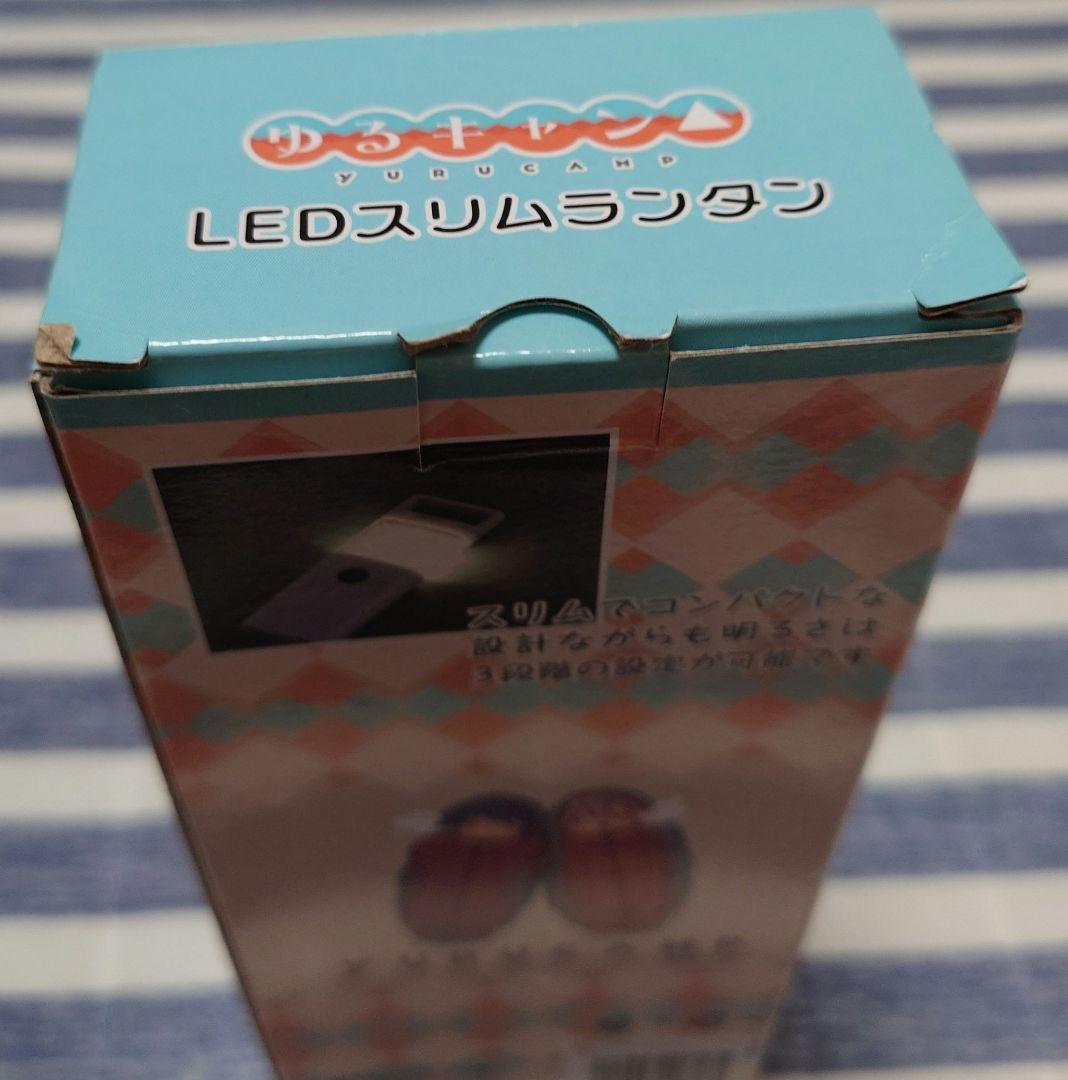 ゆるキャン△
YURUCAMP
LEDスリムランタン
スリムでコンパクトな
設計ながらも明るさは
3段階の設定が可能です